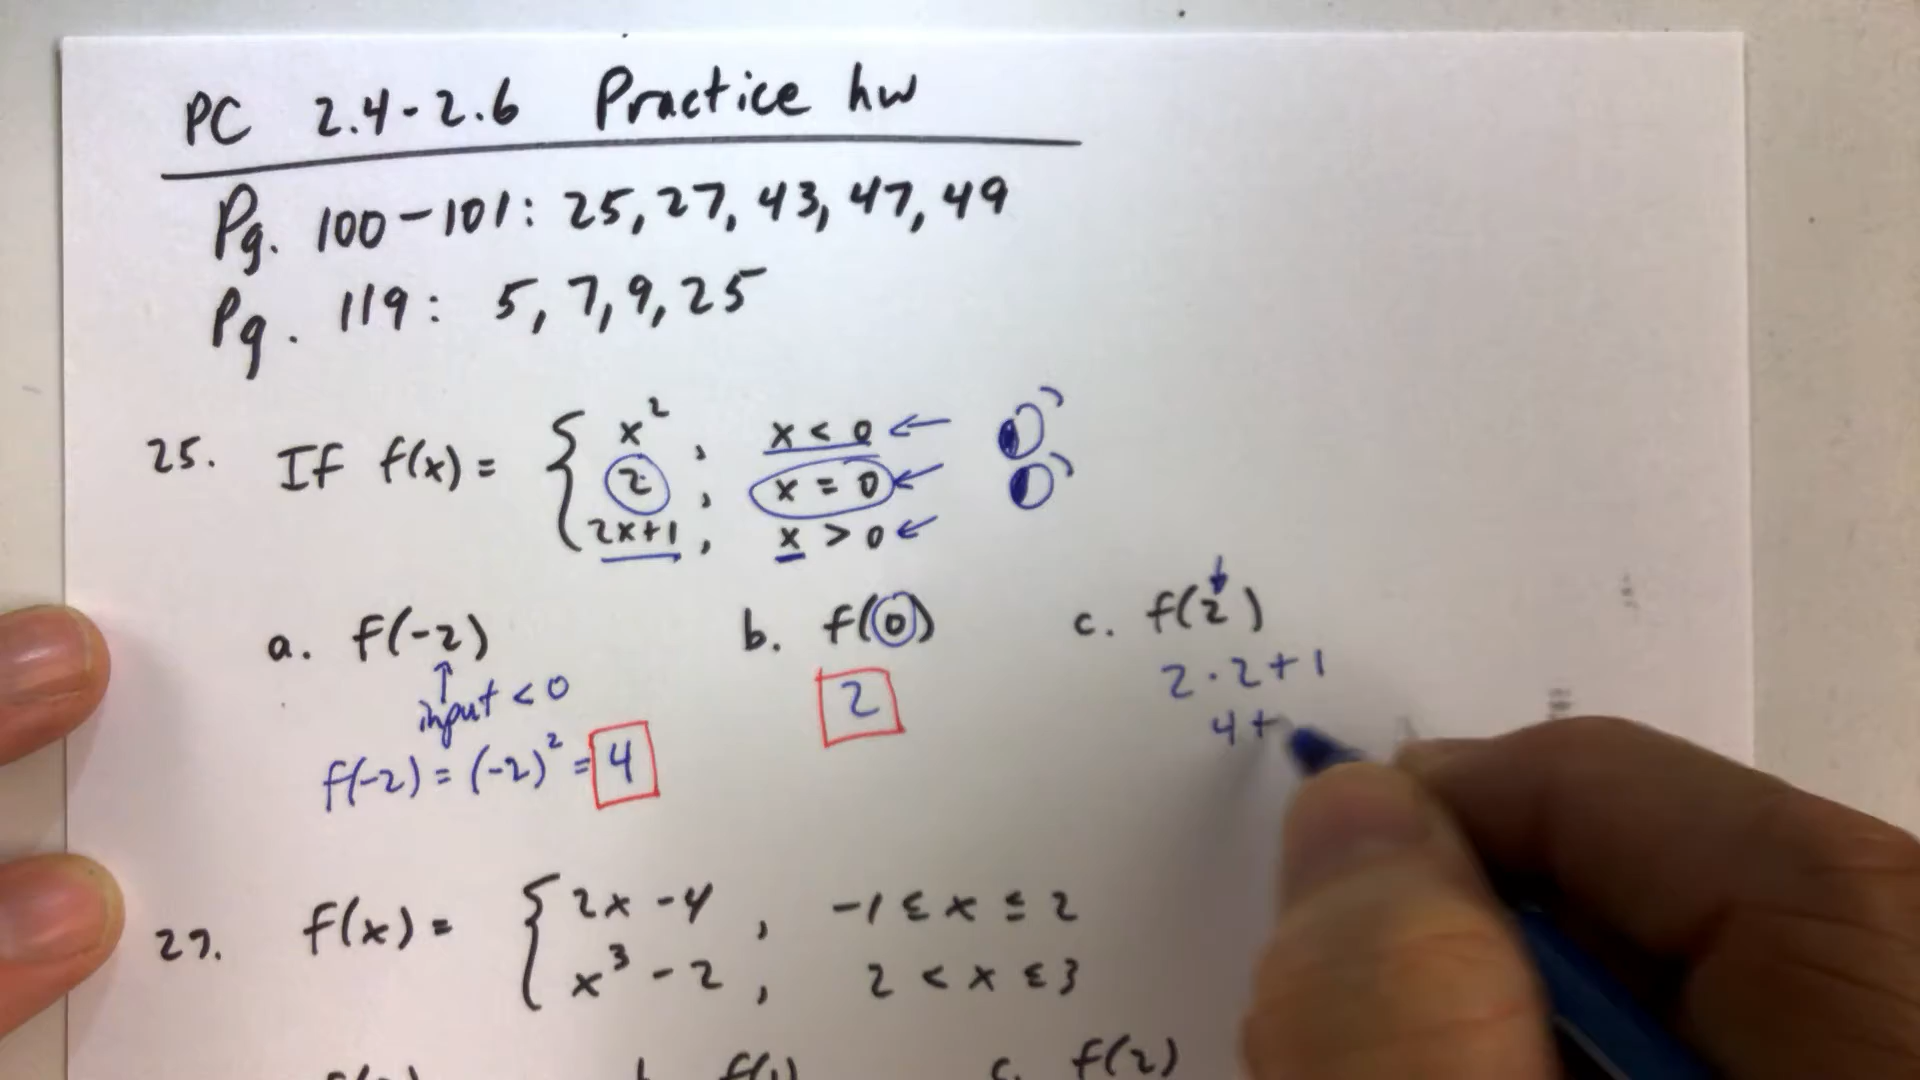 PC 2.4-2.6 Practice hw
Pg. 100-101: 25, 27, 43, 47, 49
Pg. 119: 5, 7, 9, 25
25. If f(x) = { x², x < 0 ←
2, x = 0 ←
2x+1, x > 0 ←
a. f(-2) b. f(0) c. f(2)
↑ ↓
input < 0
2 2·2+1
f(-2) = (-2)² = 4 4+
27. f(x) = { 2x-4, -1 ≤ x ≤ 2
x³-2, 2 < x ≤ 3
f(1) c. f(2)